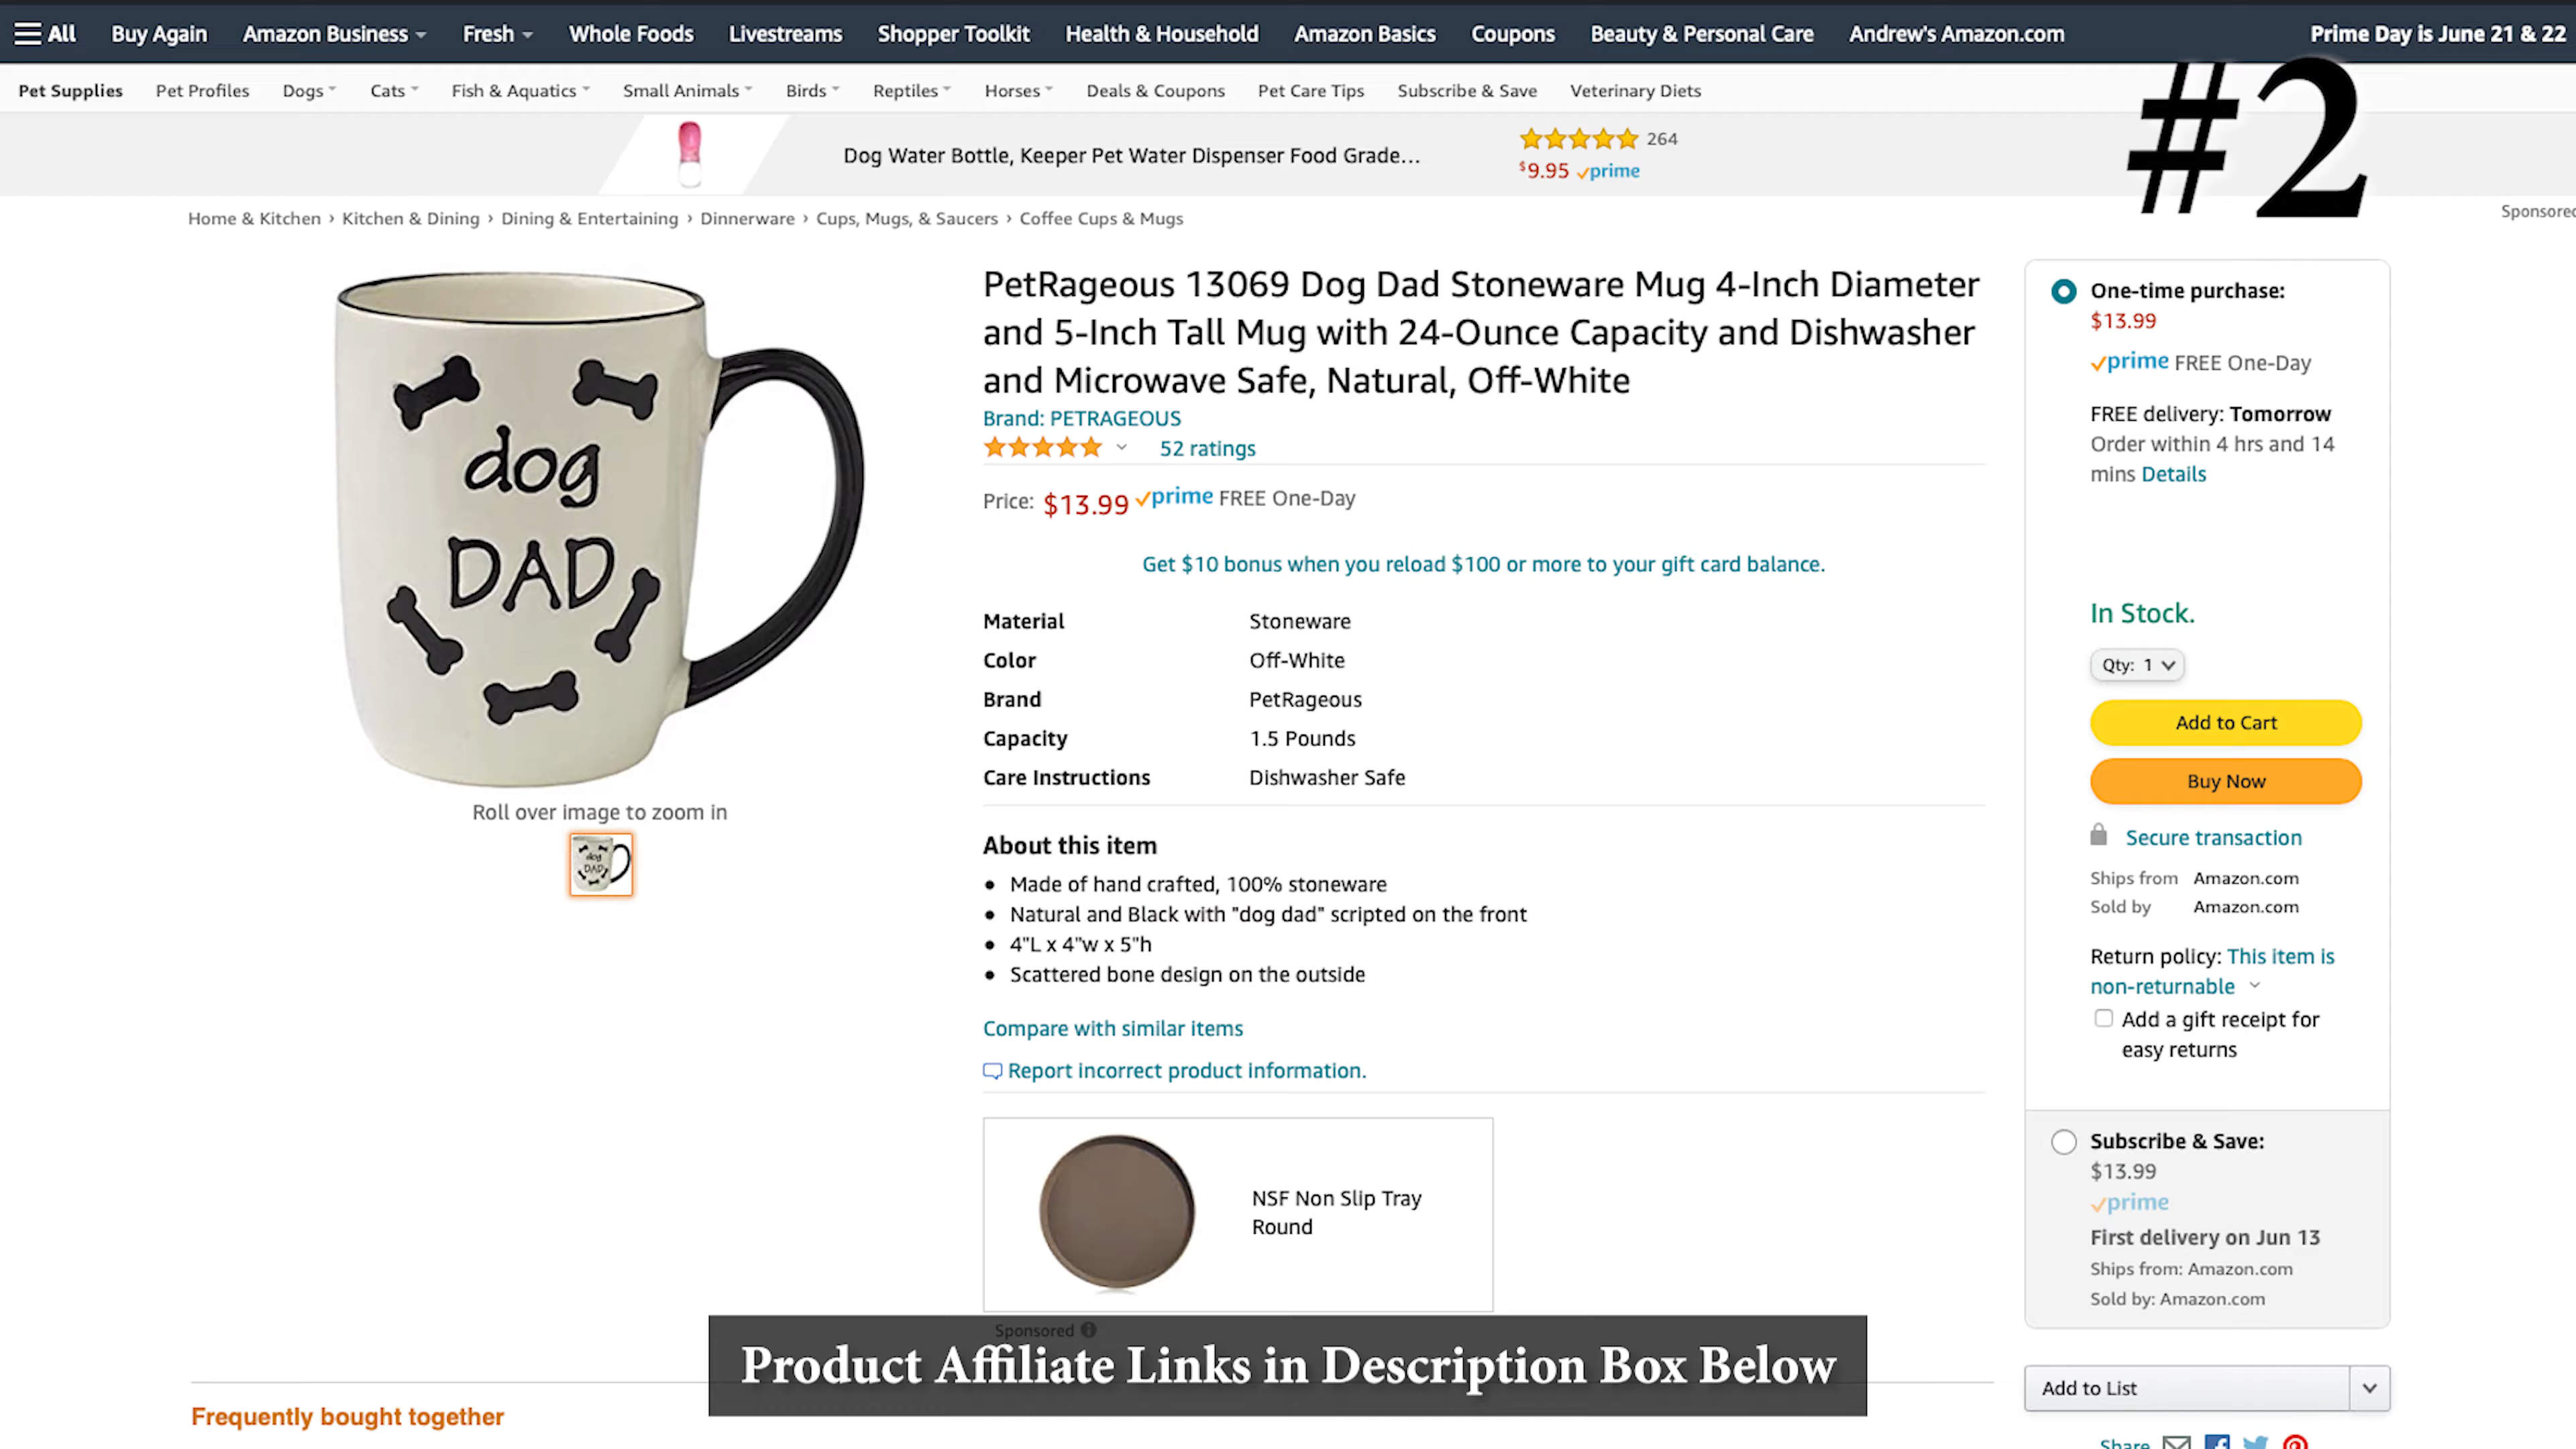 All Buy Again Amazon Business Fresh Whole Foods Livestreams Shopper Toolkit Health & Household Amazon Basics Coupons Beauty & Personal Care Andrew's Amazon.com Prime Day is June 21 & 22
#2
Pet Supplies Pet Profiles Dogs Cats Fish & Aquatics Small Animals Birds Reptiles Horses Deals & Coupons Pet Care Tips Subscribe & Save Veterinary Diets
Dog Water Bottle, Keeper Pet Water Dispenser Food Grade...
264
$9.95 prime
Sponsored
Home & Kitchen › Kitchen & Dining › Dining & Entertaining › Dinnerware › Cups, Mugs, & Saucers › Coffee Cups & Mugs
dog
DAD
Roll over image to zoom in
dog
DAD
PetRageous 13069 Dog Dad Stoneware Mug 4-Inch Diameter
and 5-Inch Tall Mug with 24-Ounce Capacity and Dishwasher
and Microwave Safe, Natural, Off-White
Brand: PETRAGEOUS
52 ratings
Price: $13.99 prime FREE One-Day
Get $10 bonus when you reload $100 or more to your gift card balance.
Material Stoneware
Color Off-White
Brand PetRageous
Capacity 1.5 Pounds
Care Instructions Dishwasher Safe
About this item
• Made of hand crafted, 100% stoneware
• Natural and Black with "dog dad" scripted on the front
• 4"L x 4"w x 5"h
• Scattered bone design on the outside
Compare with similar items
Report incorrect product information.
NSF Non Slip Tray
Round
Sponsored
One-time purchase:
$13.99
prime FREE One-Day
FREE delivery: Tomorrow
Order within 4 hrs and 14
mins Details
In Stock.
Qty: 1
Add to Cart
Buy Now
Secure transaction
Ships from Amazon.com
Sold by Amazon.com
Return policy: This item is
non-returnable
Add a gift receipt for
easy returns
Subscribe & Save:
$13.99
prime
First delivery on Jun 13
Ships from: Amazon.com
Sold by: Amazon.com
Add to List
Share
Product Affiliate Links in Description Box Below
Frequently bought together